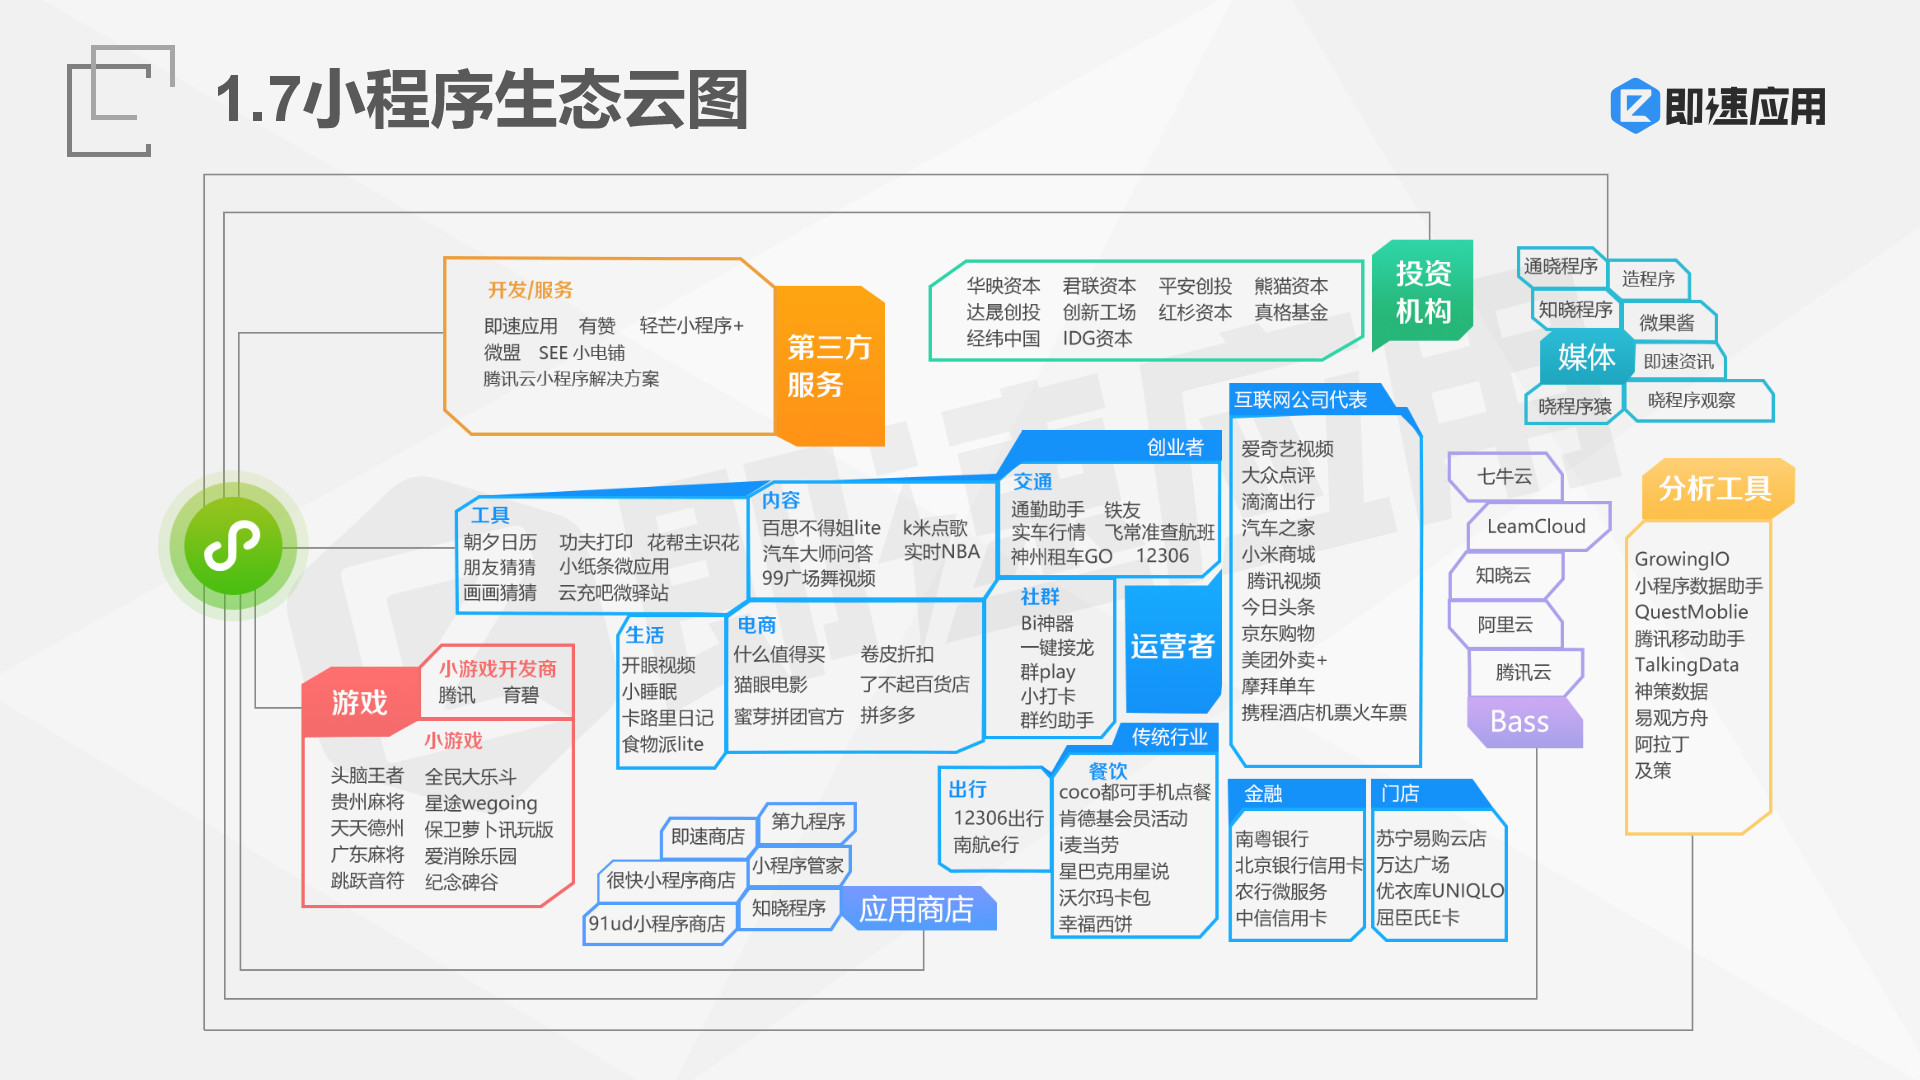 1.7小程序生态云图
即速应用
开发/服务
即速应用 有赞 轻芒小程序+
微盟 SEE 小电铺
腾讯云小程序解决方案
第三方
服务
华映资本 君联资本 平安创投 熊猫资本
达晟创投 创新工场 红杉资本 真格基金
经纬中国 IDG资本
投资
机构
通晓程序
造程序
知晓程序
微果酱
媒体
即速资讯
晓程序猿
晓程序观察
创业者
工具
朝夕日历 功夫打印 花帮主识花
朋友猜猜 小纸条微应用
画画猜猜 云充吧微驿站
内容
百思不得姐lite k米点歌
汽车大师问答 实时NBA
99广场舞视频
交通
通勤助手 铁友
实车行情 飞常准查航班
神州租车GO 12306
生活
开眼视频
小睡眠
卡路里日记
食物派lite
电商
什么值得买 卷皮折扣
猫眼电影 了不起百货店
蜜芽拼团官方 拼多多
社群
Bi神器
一键接龙
群play
小打卡
群约助手
运营者
互联网公司代表
爱奇艺视频
大众点评
滴滴出行
汽车之家
小米商城
腾讯视频
今日头条
京东购物
美团外卖+
摩拜单车
携程酒店机票火车票
七牛云
LeamCloud
知晓云
阿里云
腾讯云
Bass
分析工具
GrowingIO
小程序数据助手
QuestMoblie
腾讯移动助手
TalkingData
神策数据
易观方舟
阿拉丁
及策
游戏
小游戏开发商
腾讯 育碧
小游戏
头脑王者 全民大乐斗
贵州麻将 星途wegoing
天天德州 保卫萝卜讯玩版
广东麻将 爱消除乐园
跳跃音符 纪念碑谷
传统行业
出行
12306出行
南航e行
餐饮
coco都可手机点餐
肯德基会员活动
i麦当劳
星巴克用星说
沃尔玛卡包
幸福西饼
金融
南粤银行
北京银行信用卡
农行微服务
中信信用卡
门店
苏宁易购云店
万达广场
优衣库UNIQLO
屈臣氏E卡
即速商店
第九程序
很快小程序商店
小程序管家
91ud小程序商店
知晓程序
应用商店
即速应用